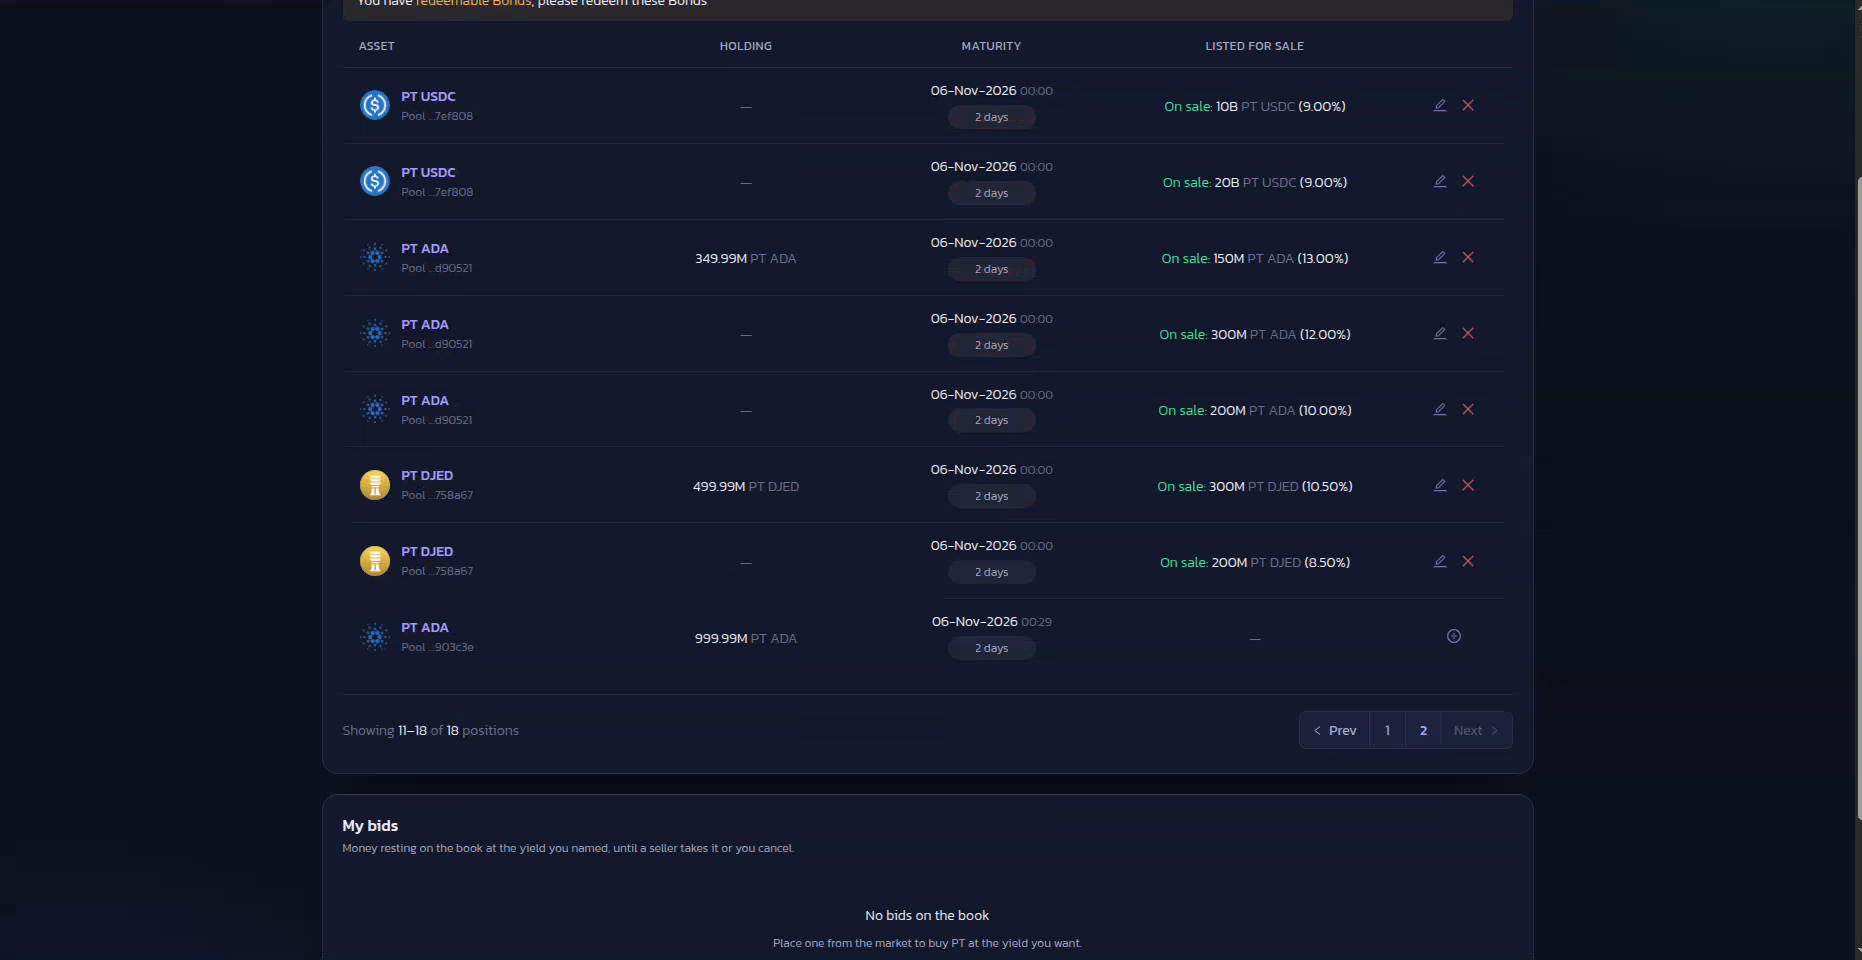 You have redeemable Bonds, please redeem these Bonds
ASSET HOLDING MATURITY LISTED FOR SALE
PT USDC
Pool ...7ef808
—
06-Nov-2026 00:00
2 days
On sale: 10B PT USDC (9.00%)
PT USDC
Pool ...7ef808
—
06-Nov-2026 00:00
2 days
On sale: 20B PT USDC (9.00%)
PT ADA
Pool ...d90521
349.99M PT ADA
06-Nov-2026 00:00
2 days
On sale: 150M PT ADA (13.00%)
PT ADA
Pool ...d90521
—
06-Nov-2026 00:00
2 days
On sale: 300M PT ADA (12.00%)
PT ADA
Pool ...d90521
—
06-Nov-2026 00:00
2 days
On sale: 200M PT ADA (10.00%)
PT DJED
Pool ...758a67
499.99M PT DJED
06-Nov-2026 00:00
2 days
On sale: 300M PT DJED (10.50%)
PT DJED
Pool ...758a67
—
06-Nov-2026 00:00
2 days
On sale: 200M PT DJED (8.50%)
PT ADA
Pool ...903c3e
999.99M PT ADA
06-Nov-2026 00:29
2 days
—
Showing 11–18 of 18 positions
< Prev 1 2 Next >
My bids
Money resting on the book at the yield you named, until a seller takes it or you cancel.
No bids on the book
Place one from the market to buy PT at the yield you want.